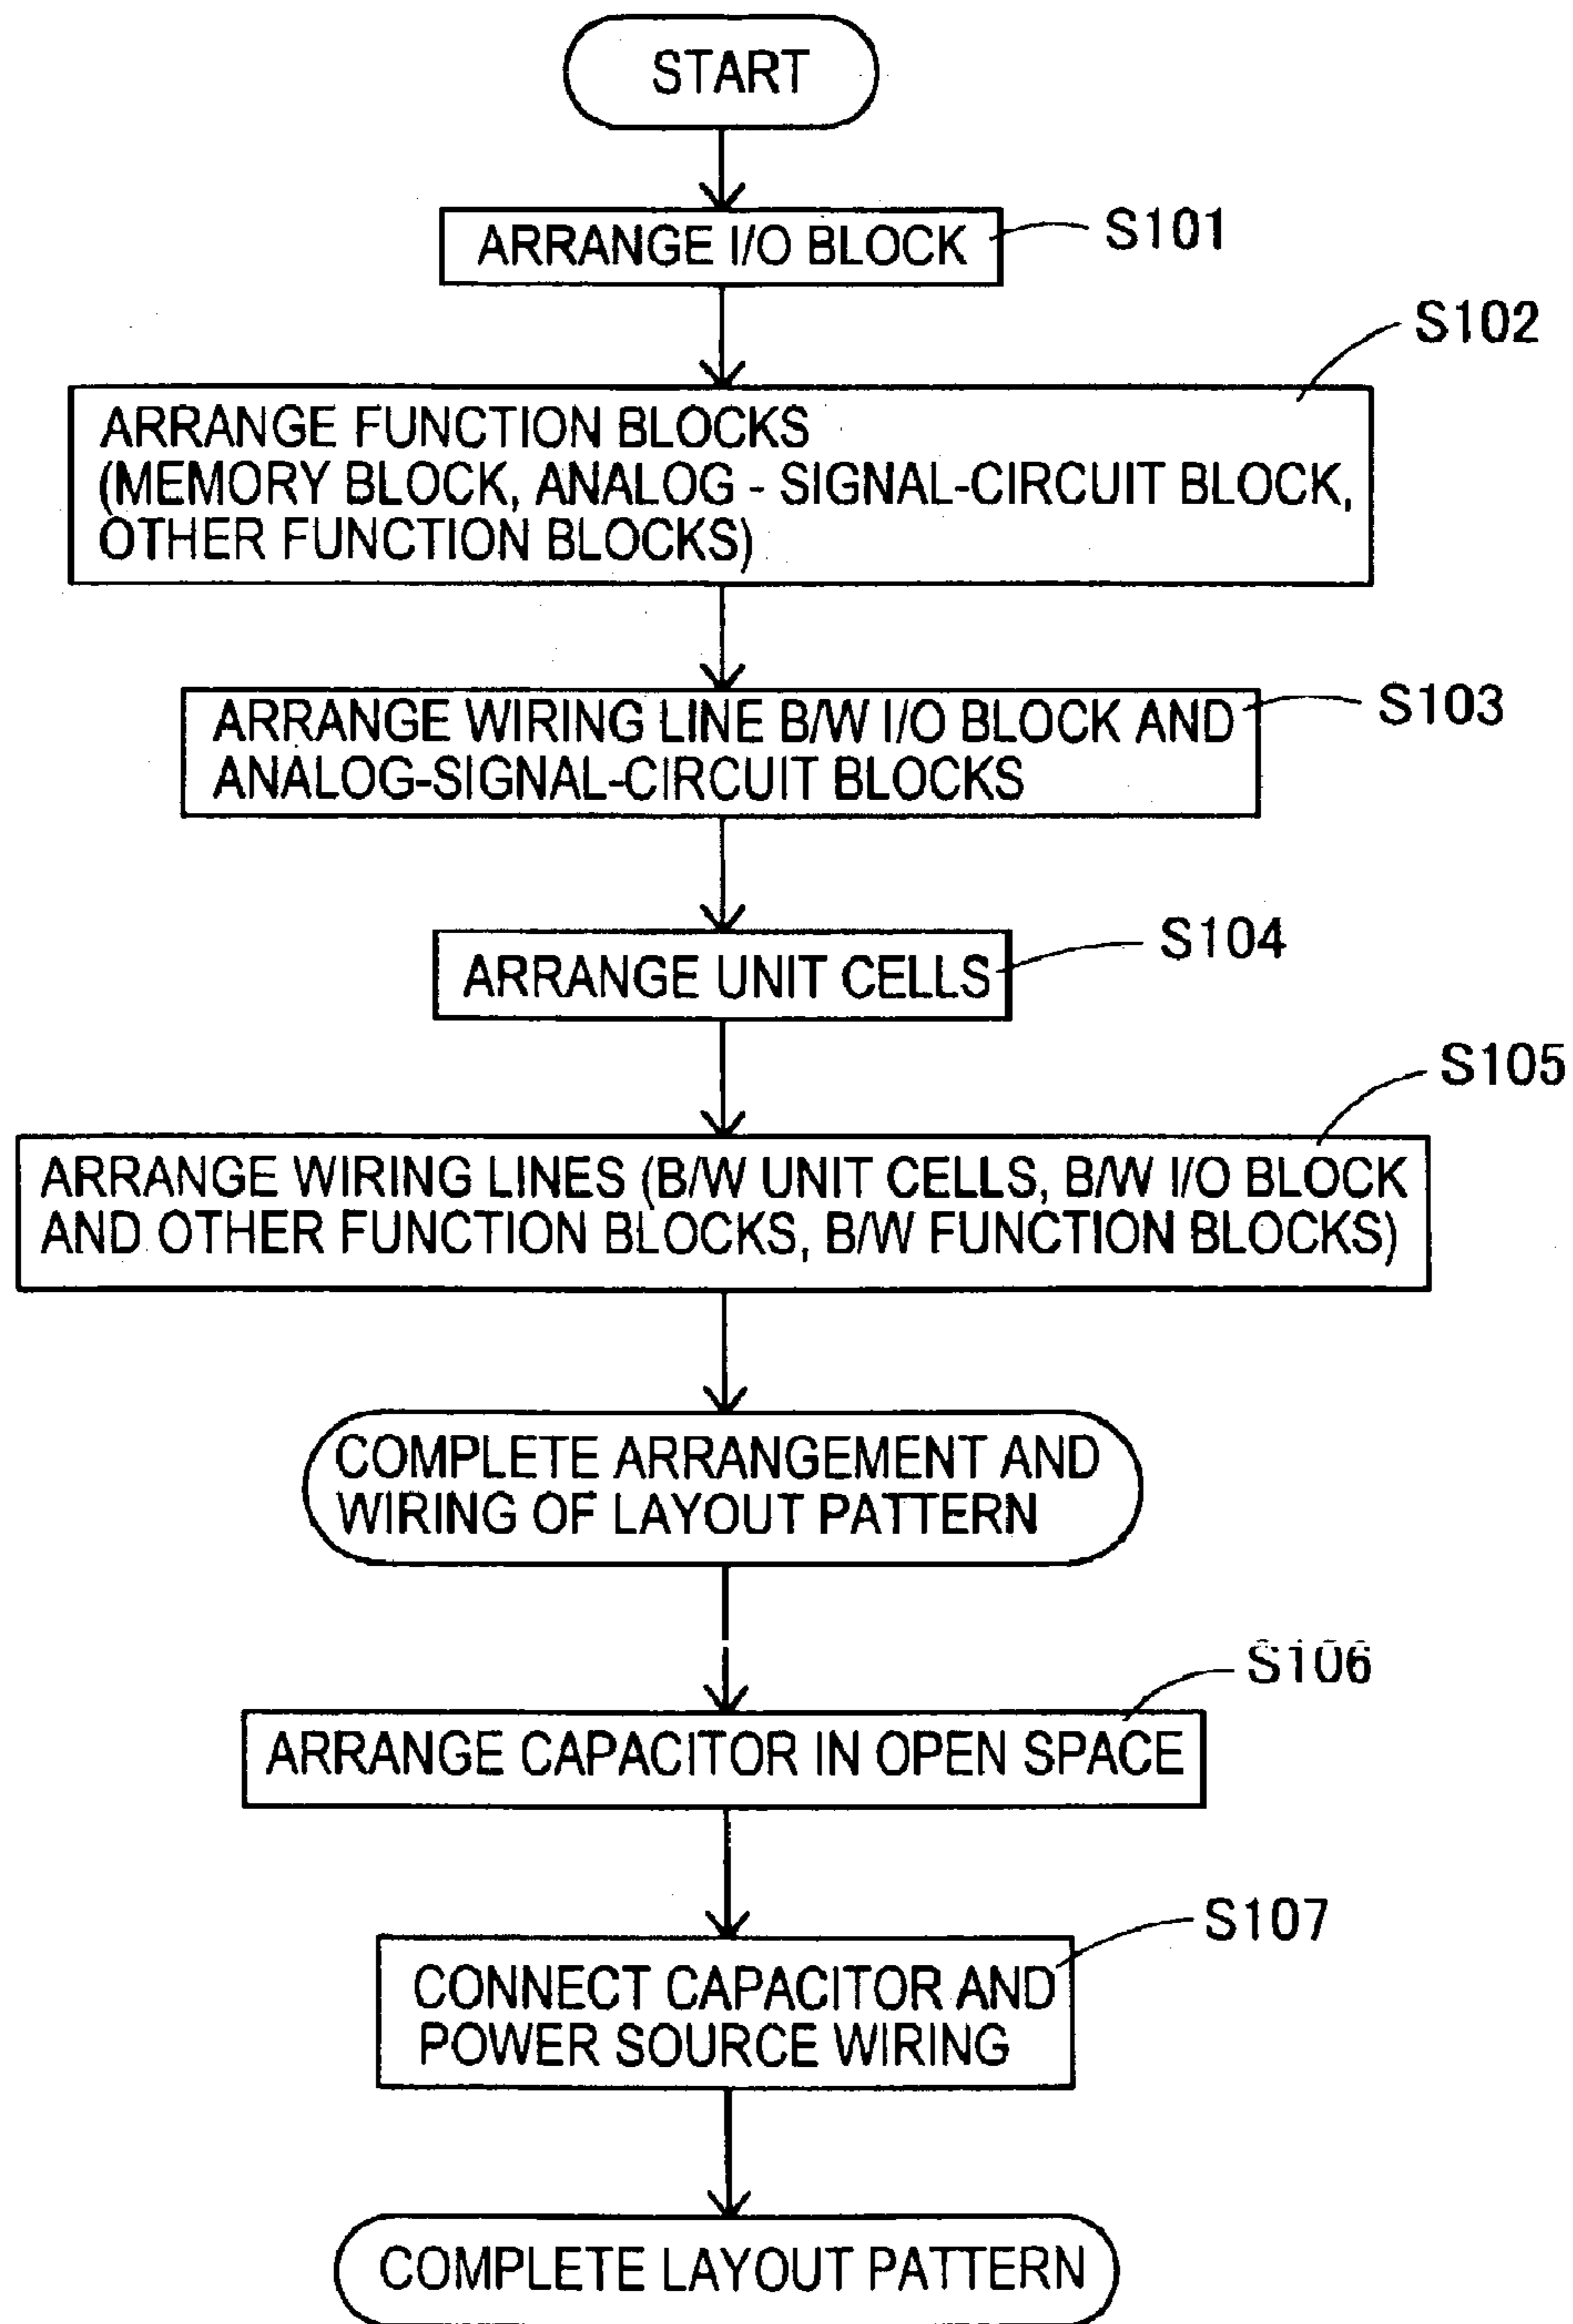 START
ARRANGE I/O BLOCK
S101
S102
ARRANGE FUNCTION BLOCKS
(MEMORY BLOCK, ANALOG - SIGNAL-CIRCUIT BLOCK,
OTHER FUNCTION BLOCKS)
S103
ARRANGE WIRING LINE B/W I/O BLOCK AND
ANALOG-SIGNAL-CIRCUIT BLOCKS
S104
ARRANGE UNIT CELLS
S105
ARRANGE WIRING LINES (B/W UNIT CELLS, B/W I/O BLOCK
AND OTHER FUNCTION BLOCKS, B/W FUNCTION BLOCKS)
COMPLETE ARRANGEMENT AND
WIRING OF LAYOUT PATTERN
S106
ARRANGE CAPACITOR IN OPEN SPACE
S107
CONNECT CAPACITOR AND
POWER SOURCE WIRING
COMPLETE LAYOUT PATTERN